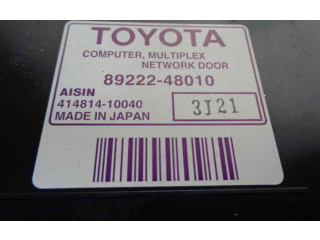 TOYOTA
COMPUTER, MULTIPLEX
NETWORK DOOR
89222-48010
AISIN
414814-10040
3J21
MADE IN JAPAN